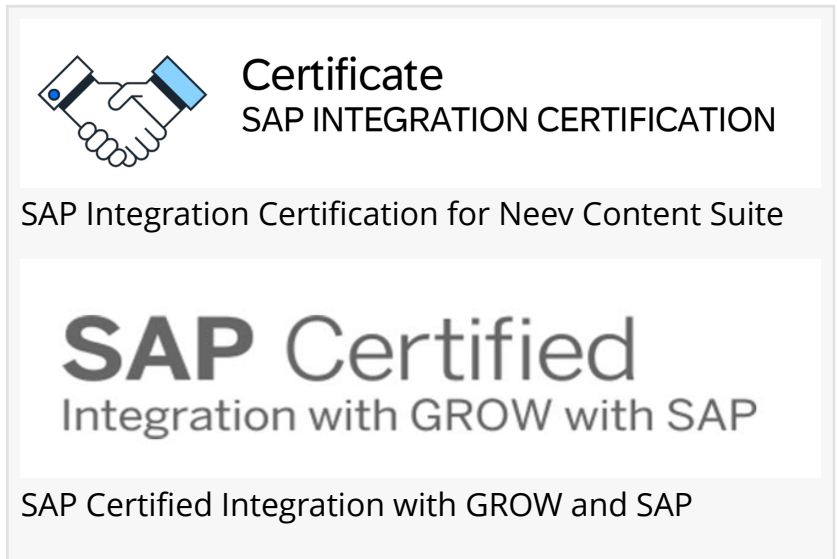 Certificate
SAP INTEGRATION CERTIFICATION
SAP Integration Certification for Neev Content Suite
SAP Certified
Integration with GROW with SAP
SAP Certified Integration with GROW and SAP